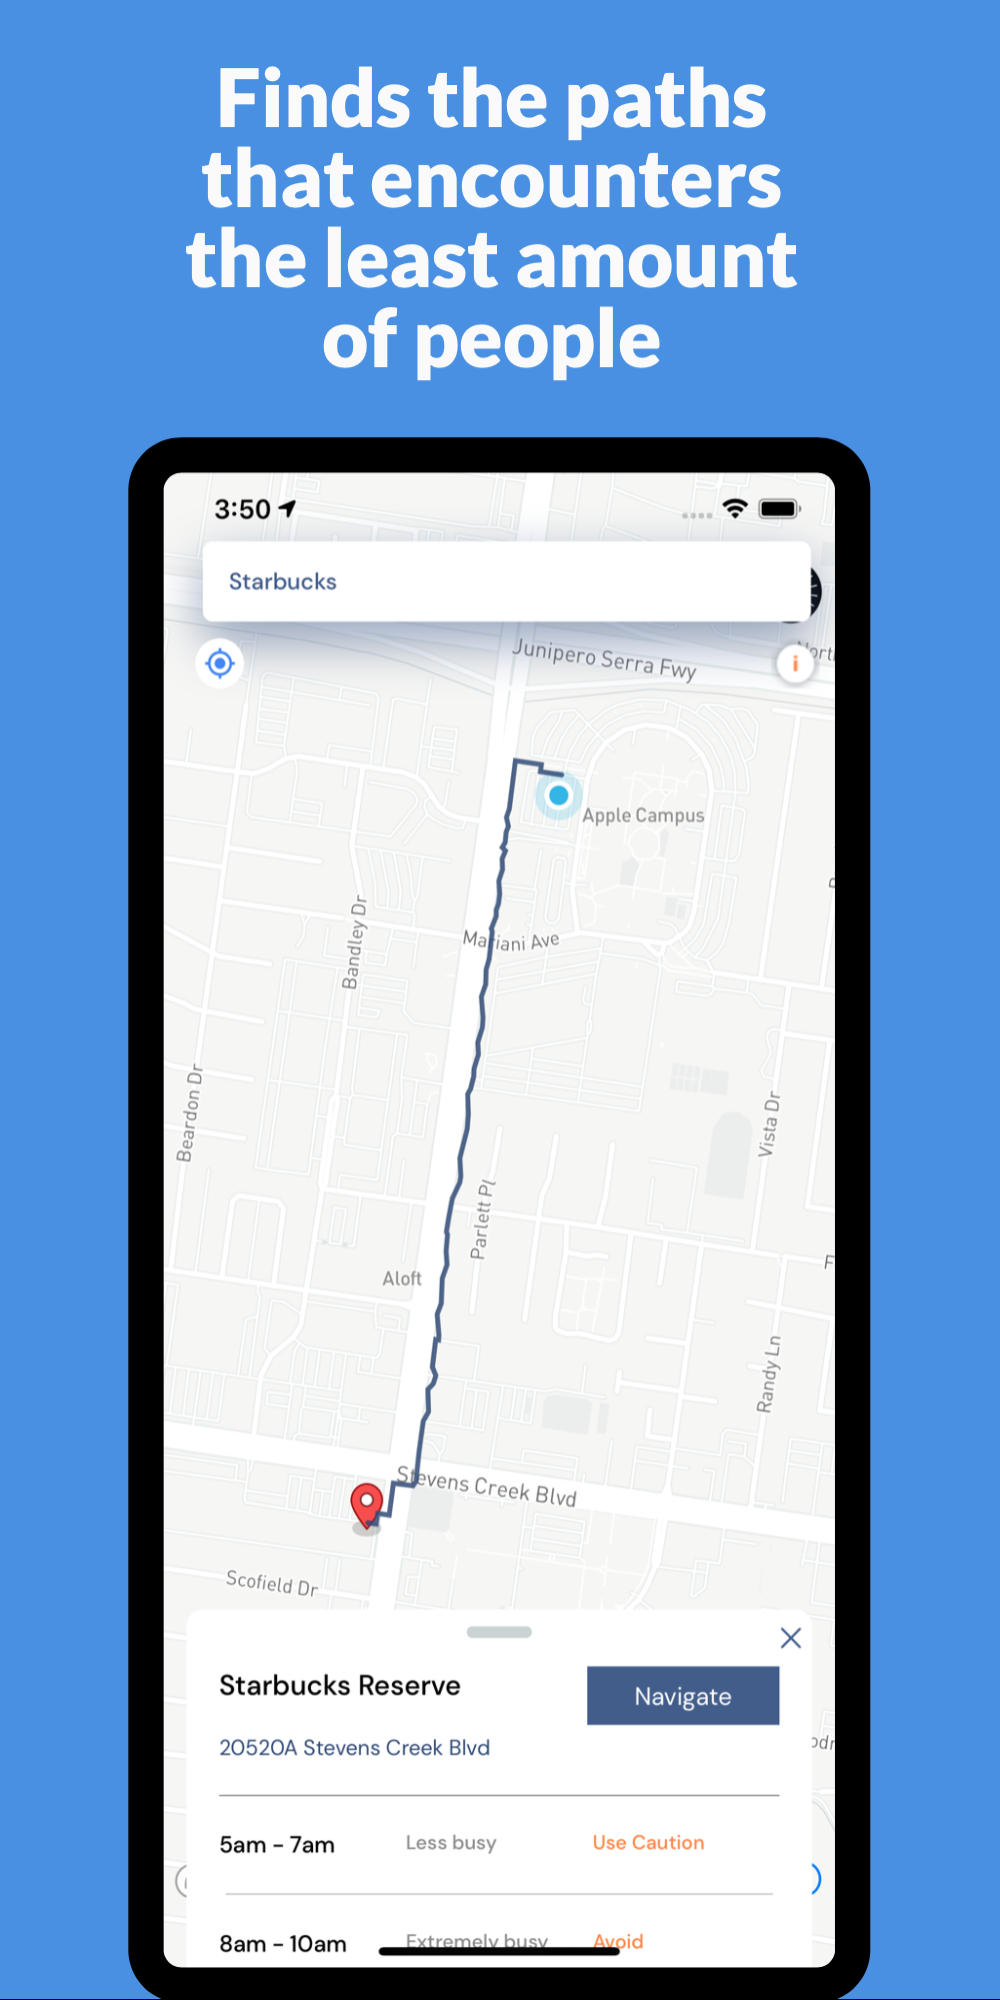 Finds the paths
that encounters
the least amount
of people
3:50
Starbucks
Junipero Serra Fwy
i
Apple Campus
Mariani Ave
Bandley Dr
Beardon Dr
Vista Dr
Parlett Pl
Aloft
Randy Ln
Stevens Creek Blvd
Scofield Dr
Starbucks Reserve
Navigate
20520A Stevens Creek Blvd
5am - 7am
Less busy
Use Caution
8am - 10am
Extremely busy
Avoid